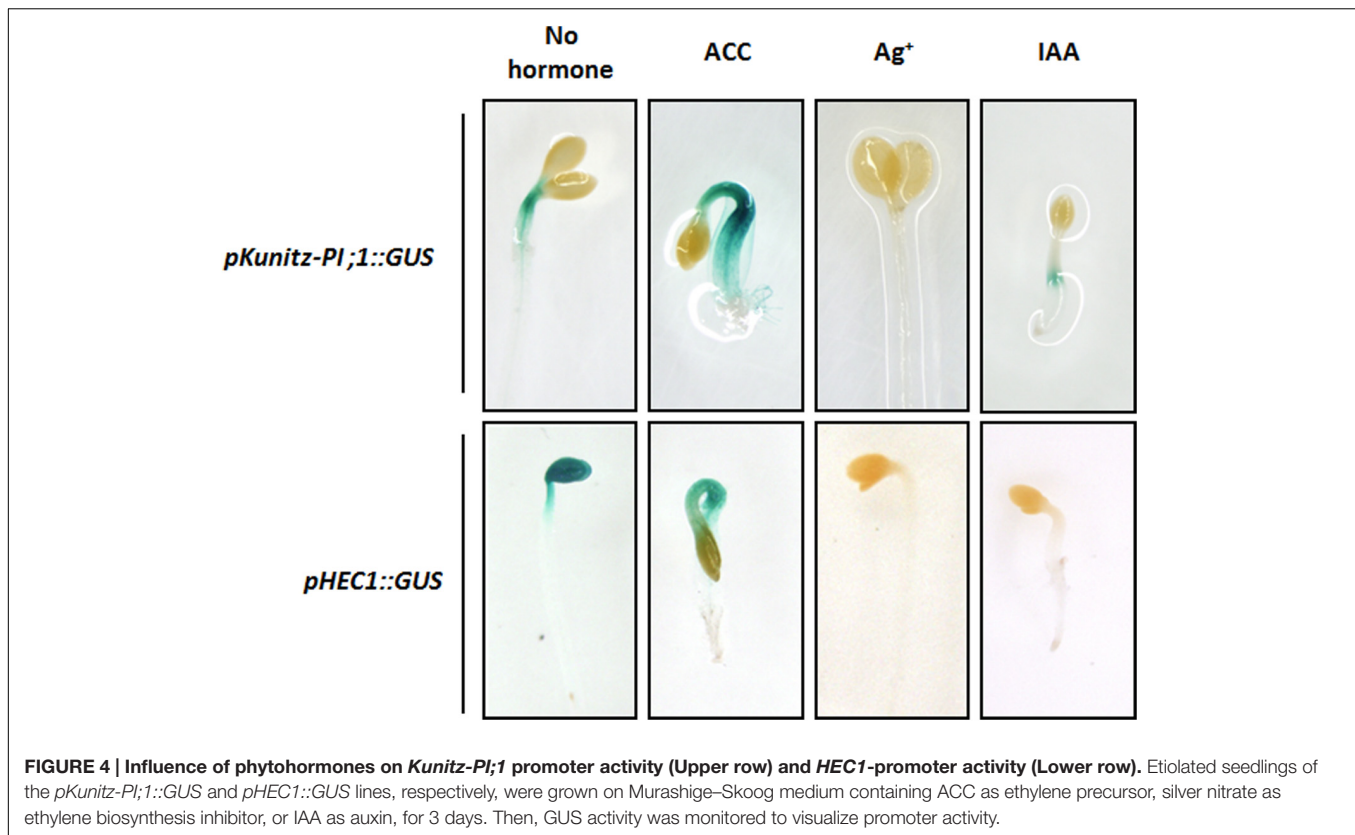 No
hormone
ACC
Ag⁺
IAA
pKunitz-PI;1::GUS
pHEC1::GUS
FIGURE 4 | Influence of phytohormones on Kunitz-PI;1 promoter activity (Upper row) and HEC1-promoter activity (Lower row). Etiolated seedlings of
the pKunitz-PI;1::GUS and pHEC1::GUS lines, respectively, were grown on Murashige–Skoog medium containing ACC as ethylene precursor, silver nitrate as
ethylene biosynthesis inhibitor, or IAA as auxin, for 3 days. Then, GUS activity was monitored to visualize promoter activity.